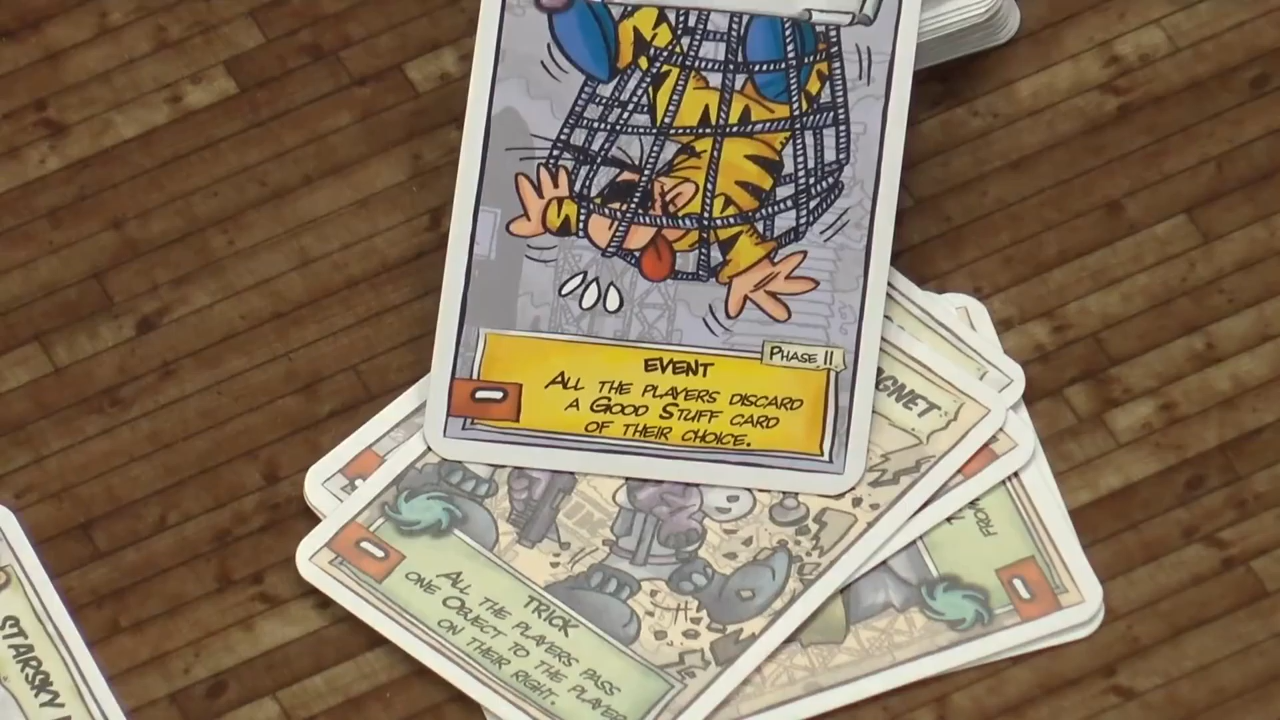 PHASE II
EVENT
ALL THE PLAYERS DISCARD
A GOOD STUFF CARD
OF THEIR CHOICE.
TRICK
ALL THE PLAYERS PASS
ONE OBJECT TO THE PLAYER
ON THEIR RIGHT.
STARSKY
FROM